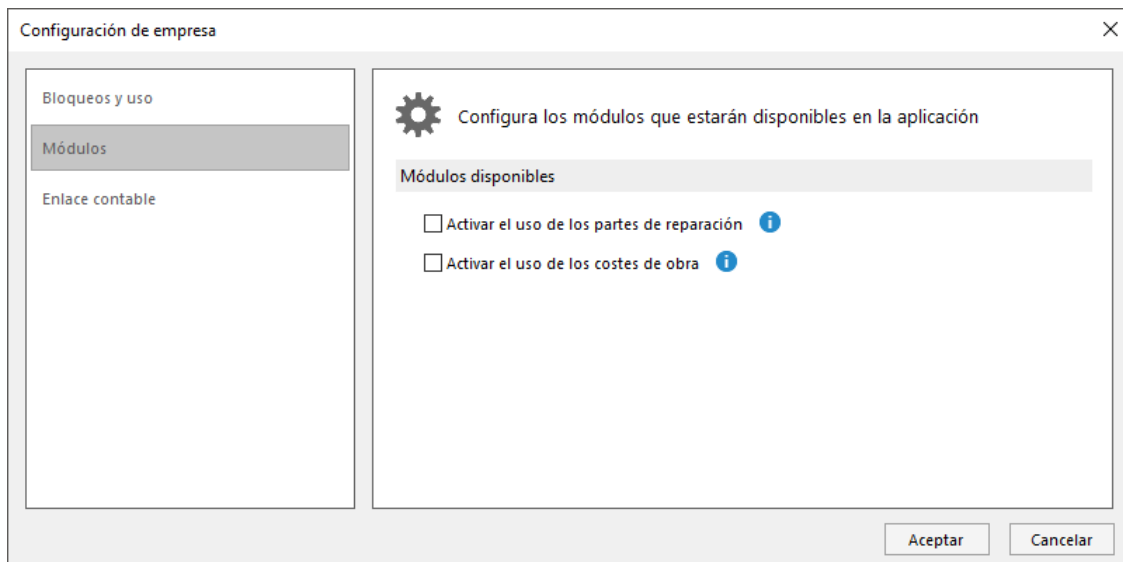 Configuración de empresa
Bloqueos y uso
Módulos
Enlace contable
Configura los módulos que estarán disponibles en la aplicación
Módulos disponibles
Activar el uso de los partes de reparación
Activar el uso de los costes de obra
Aceptar
Cancelar